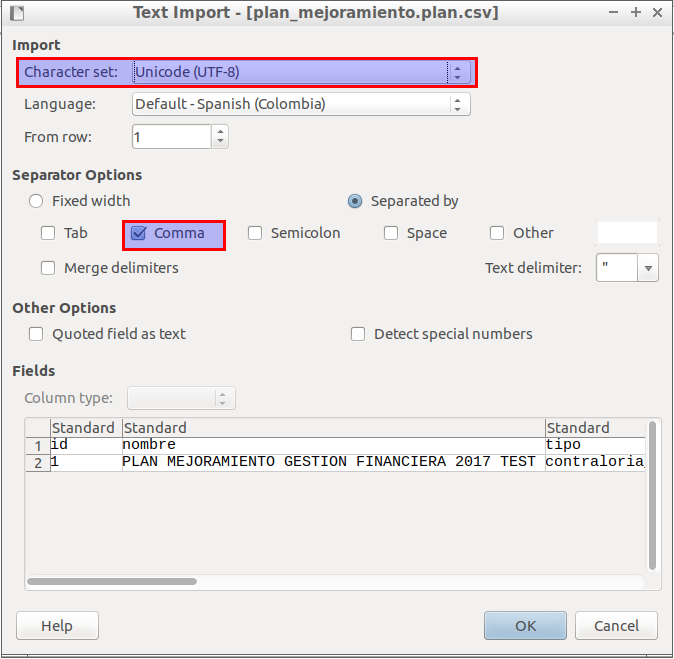 Text Import - [plan_mejoramiento.plan.csv]
Import
Character set: Unicode (UTF-8)
Language: Default - Spanish (Colombia)
From row: 1
Separator Options
Fixed width Separated by
Tab Comma Semicolon Space Other
Merge delimiters Text delimiter: "
Other Options
Quoted field as text Detect special numbers
Fields
Column type:
Standard Standard Standard
1 id nombre tipo
2 1 PLAN MEJORAMIENTO GESTION FINANCIERA 2017 TEST contraloria_
Help OK Cancel